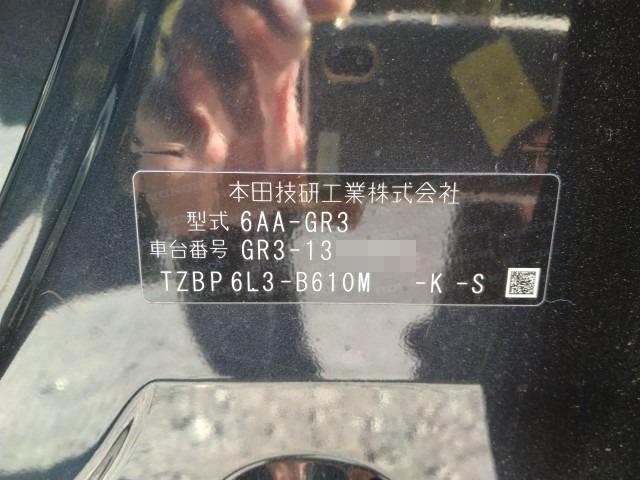 本田技研工業株式会社
型式 6AA-GR3
車台番号 GR3-13
TZBP6L3-B610M -K -S